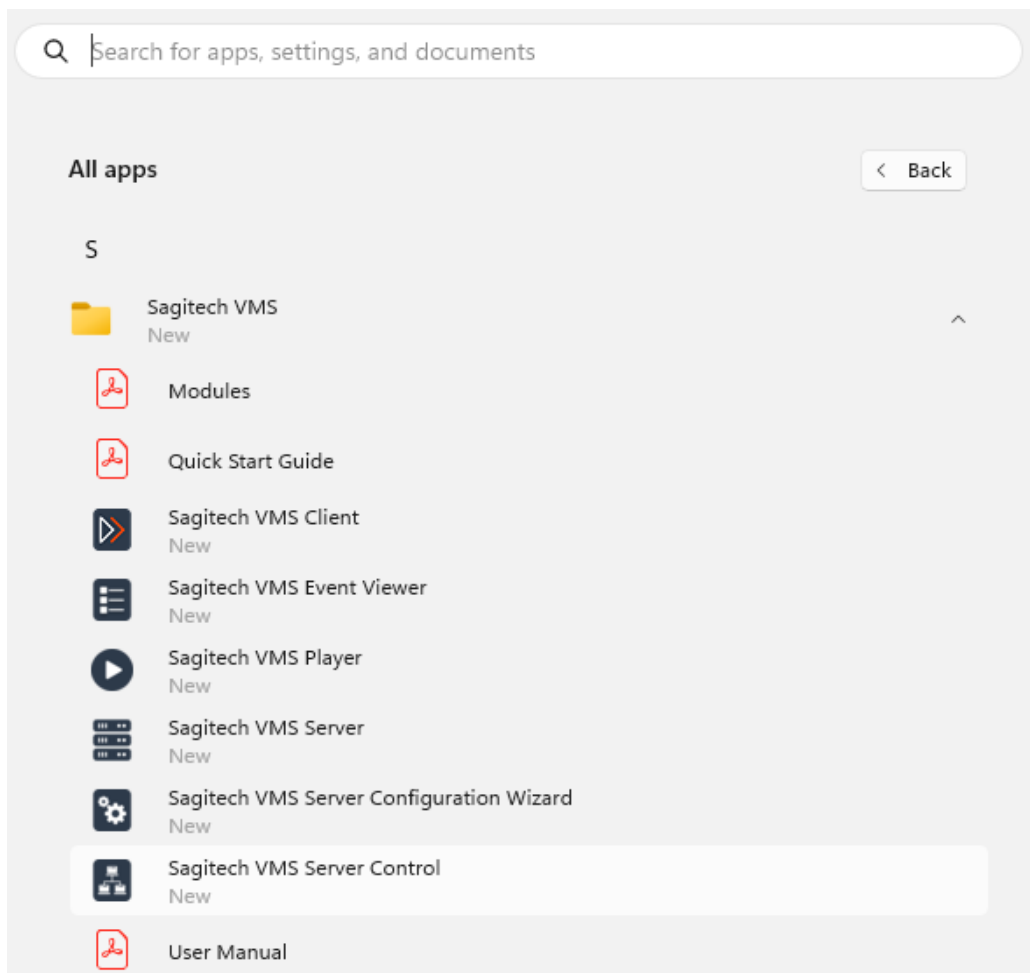 Search for apps, settings, and documents
All apps
Back
S
Sagitech VMS
New
Modules
Quick Start Guide
Sagitech VMS Client
New
Sagitech VMS Event Viewer
New
Sagitech VMS Player
New
Sagitech VMS Server
New
Sagitech VMS Server Configuration Wizard
New
Sagitech VMS Server Control
New
User Manual